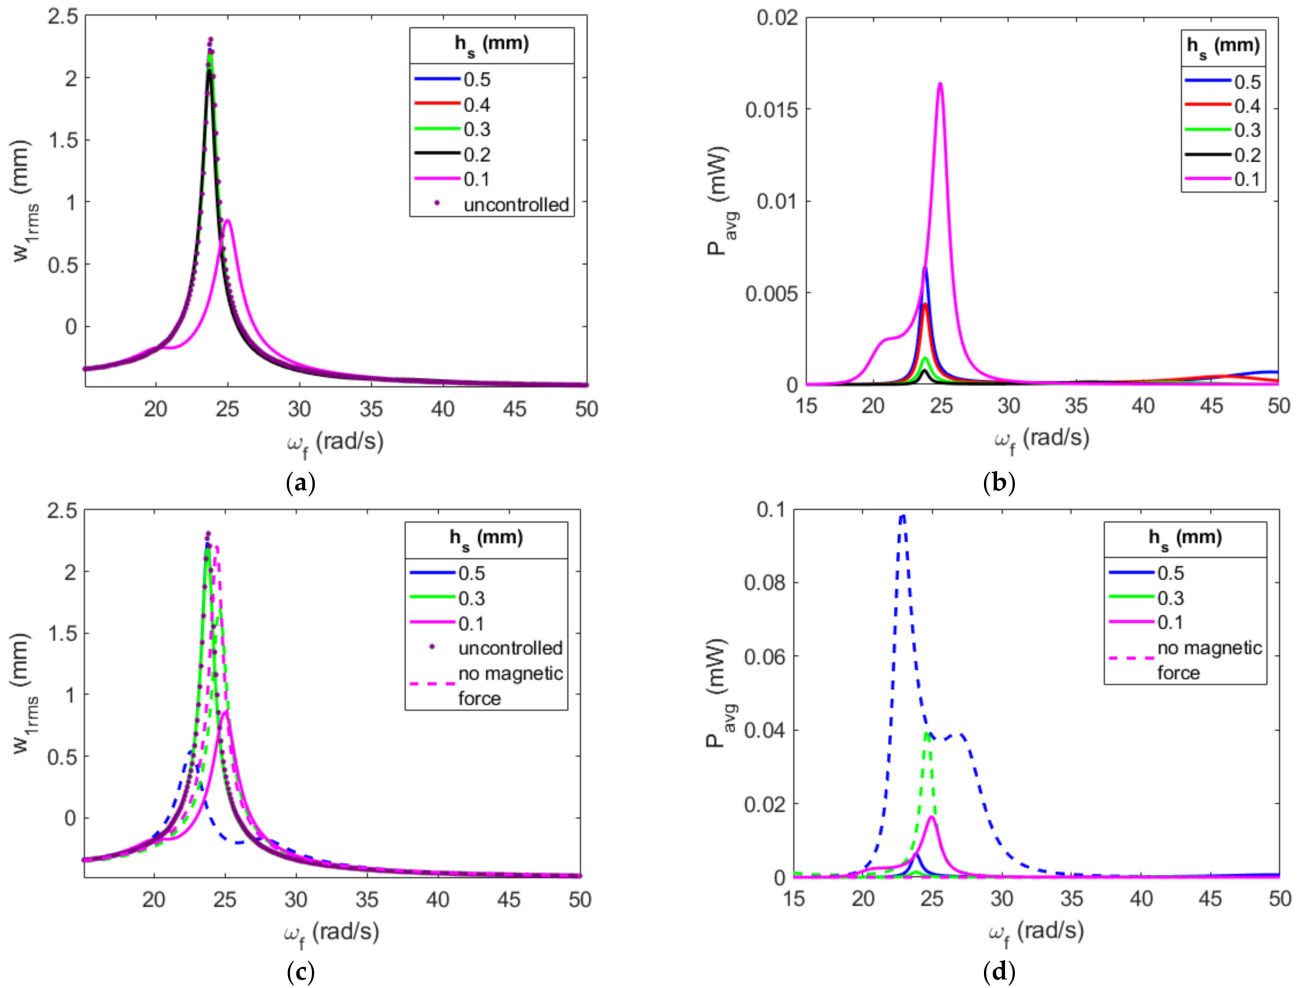 2.5
2
1.5
1
0.5
0
w1rms (mm)
20 25 30 35 40 45 50
ωf (rad/s)
hs (mm)
0.5
0.4
0.3
0.2
0.1
uncontrolled
(a)
0.02
0.015
0.01
0.005
0
Pavg (mW)
15 20 25 30 35 40 45 50
ωf (rad/s)
hs (mm)
0.5
0.4
0.3
0.2
0.1
(b)
2.5
2
1.5
1
0.5
0
w1rms (mm)
20 25 30 35 40 45 50
ωf (rad/s)
hs (mm)
0.5
0.3
0.1
uncontrolled
no magnetic
force
(c)
0.1
0.08
0.06
0.04
0.02
0
Pavg (mW)
15 20 25 30 35 40 45 50
ωf (rad/s)
hs (mm)
0.5
0.3
0.1
no magnetic
force
(d)